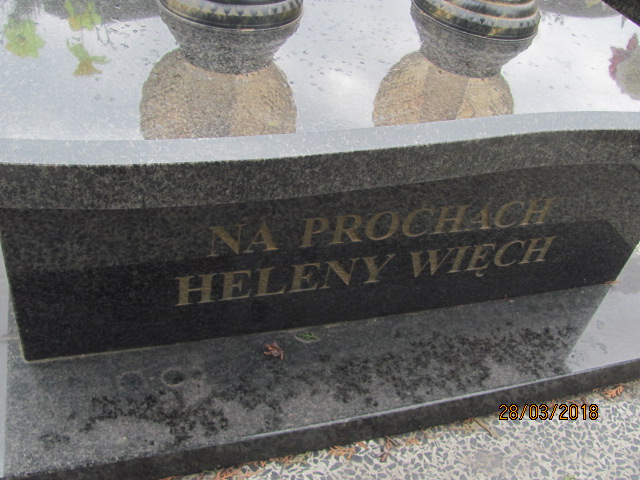 NA PROCHACH
HELENY WIĘCH
28/03/2018